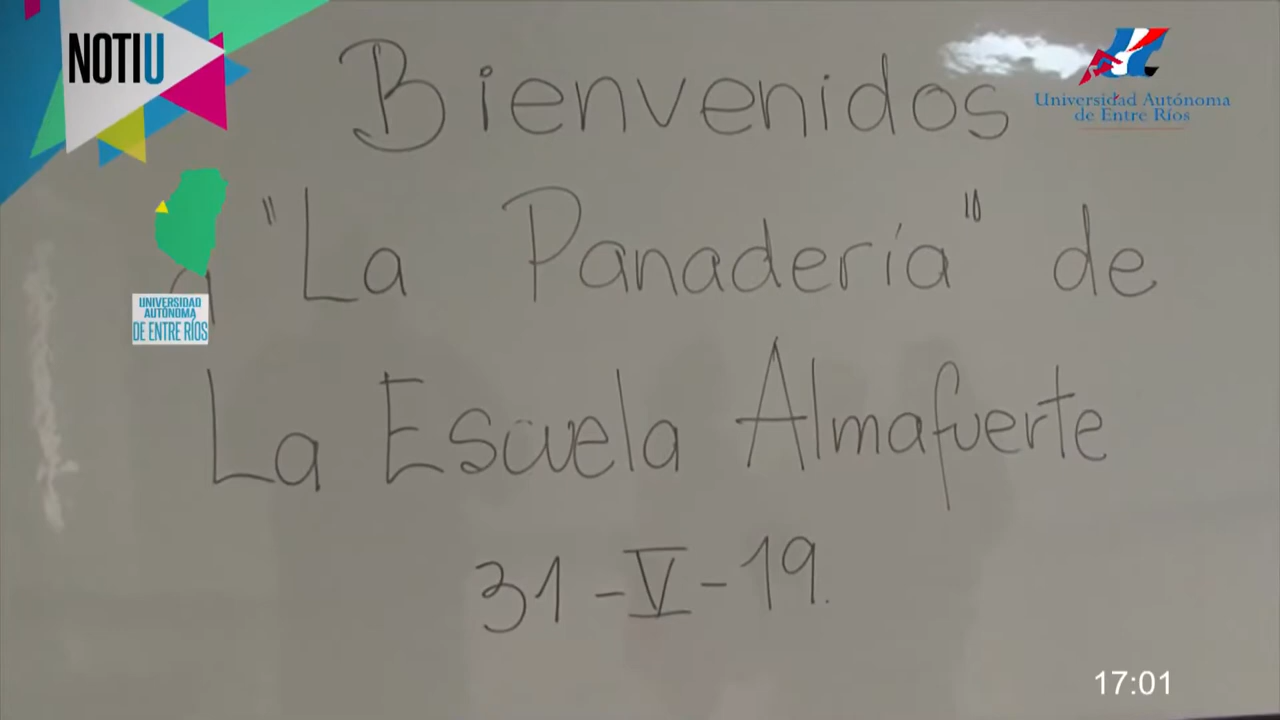 NOTIU
Universidad Autónoma
de Entre Ríos
UNIVERSIDAD
AUTÓNOMA
DE ENTRE RÍOS
Bienvenidos
a "La Panadería" de
La Escuela Almafuerte
31-V-19.
17:01